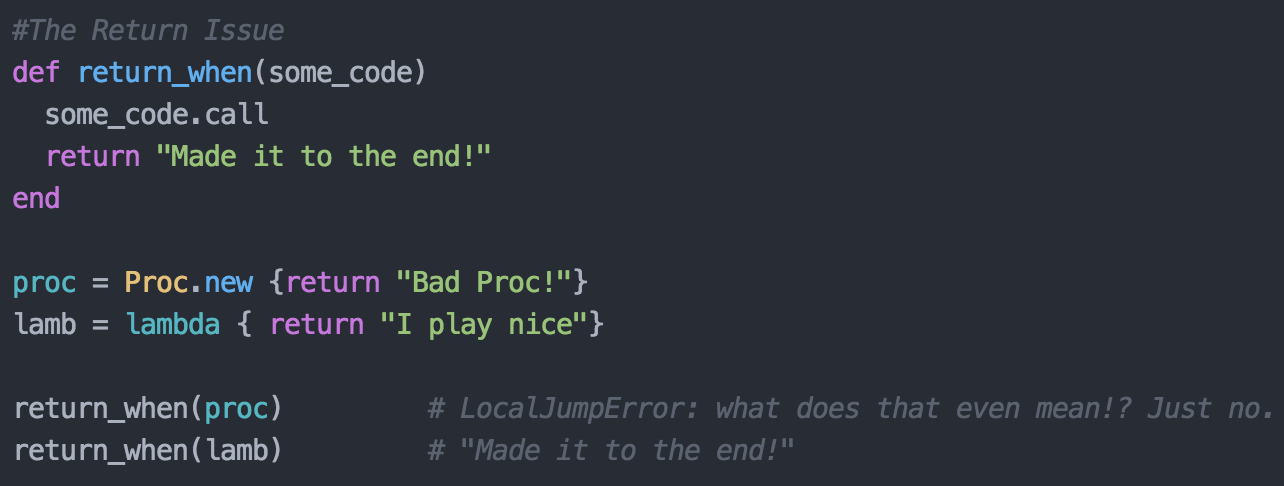 #The Return Issue
def return_when(some_code)
  some_code.call
  return "Made it to the end!"
end

proc = Proc.new {return "Bad Proc!"}
lamb = lambda { return "I play nice"}

return_when(proc)         # LocalJumpError: what does that even mean!? Just no.
return_when(lamb)         # "Made it to the end!"